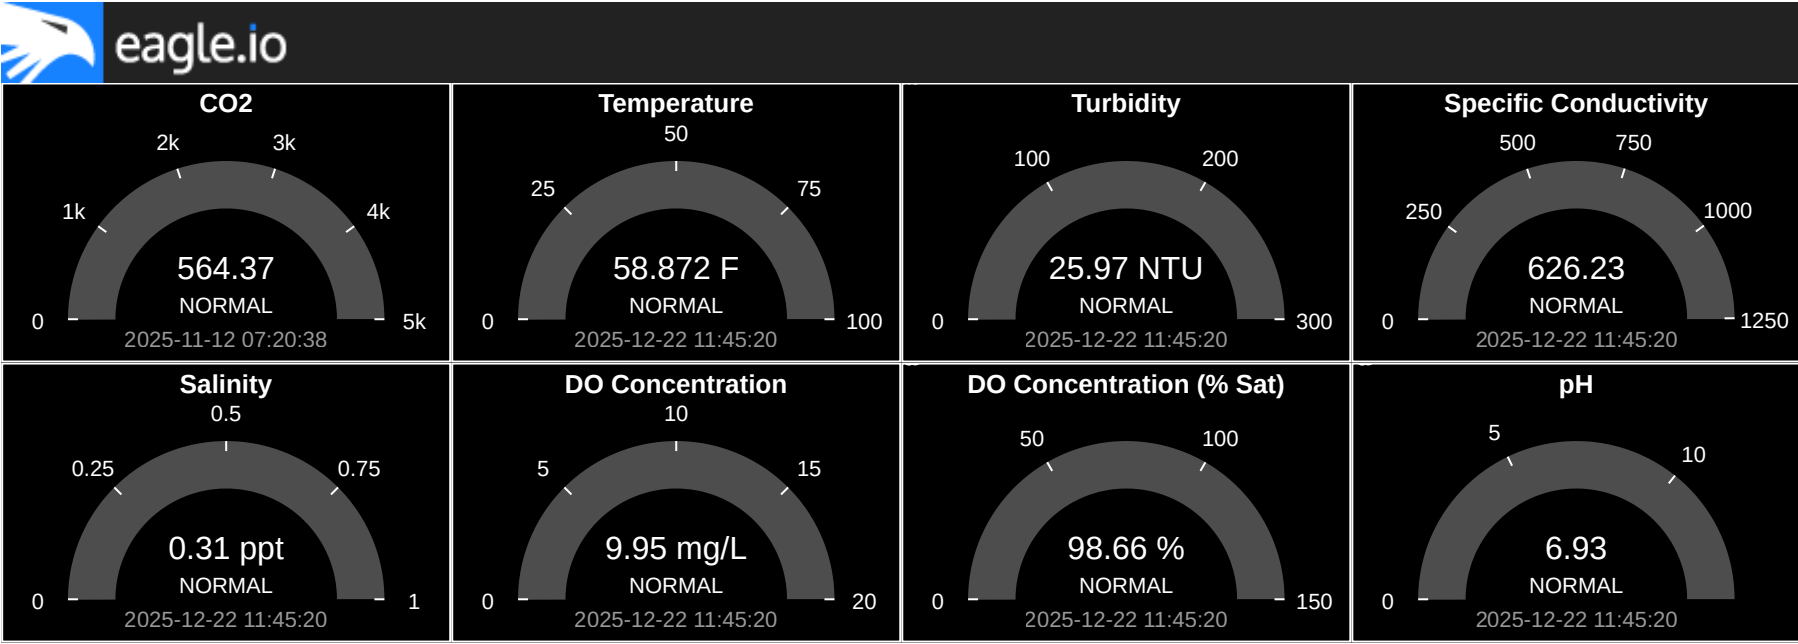 eagle.io
CO2
2k 3k
1k 4k
564.37
NORMAL
0 5k
2025-11-12 07:20:38
Temperature
50
25 75
58.872 F
NORMAL
0 100
2025-12-22 11:45:20
Turbidity
100 200
25.97 NTU
NORMAL
0 300
2025-12-22 11:45:20
Specific Conductivity
500 750
250 1000
626.23
NORMAL
0 1250
2025-12-22 11:45:20
Salinity
0.5
0.25 0.75
0.31 ppt
NORMAL
0 1
2025-12-22 11:45:20
DO Concentration
10
5 15
9.95 mg/L
NORMAL
0 20
2025-12-22 11:45:20
DO Concentration (% Sat)
50 100
98.66 %
NORMAL
0 150
2025-12-22 11:45:20
pH
5 10
6.93
NORMAL
0
2025-12-22 11:45:20